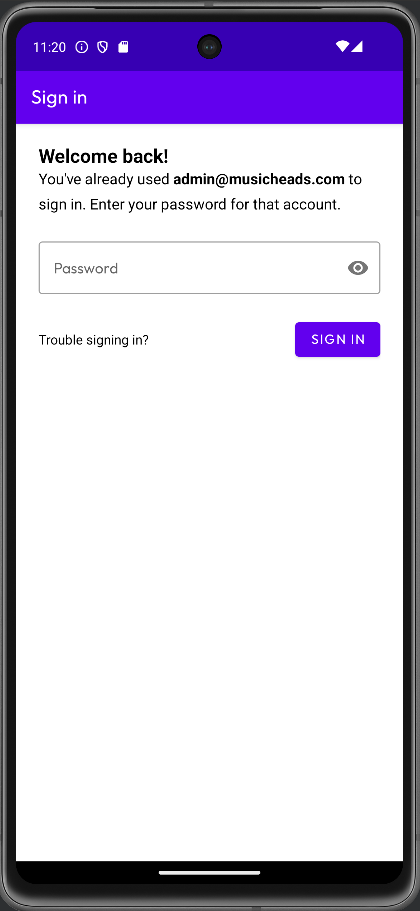 11:20
Sign in
Welcome back!
You've already used admin@musicheads.com to
sign in. Enter your password for that account.
Password
Trouble signing in?
SIGN IN